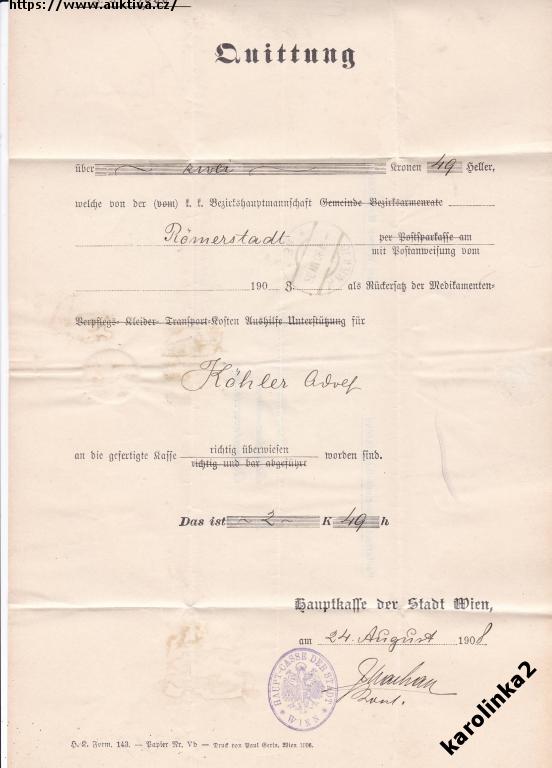 https://www.auktiva.cz/
Quittung
über zwei Kronen 49 Heller,
welche von der (vom) k. k. Bezirkshauptmannschaft Gemeinde Bezirksarmenrate
Römerstadt per Postsparkasse am
mit Postanweisung vom
190 als Rückersatz der Medikamenten-
Verpflegs- Kleider- Transport-Kosten Aushilfe Unterstützung für
Köhler Adolf
richtig überwiesen
an die gefertigte Kasse worden sind.
richtig und bar abgeführt
Das ist 2 K 49 h
Hauptkasse der Stadt Wien,
am 24. August 1908
HAUPT-CASSE DER STADT WIEN
H.-R. Form. 143. — Papier Nr. Vb — Druck von Paul Gerin, Wien 1906.
karolinka2